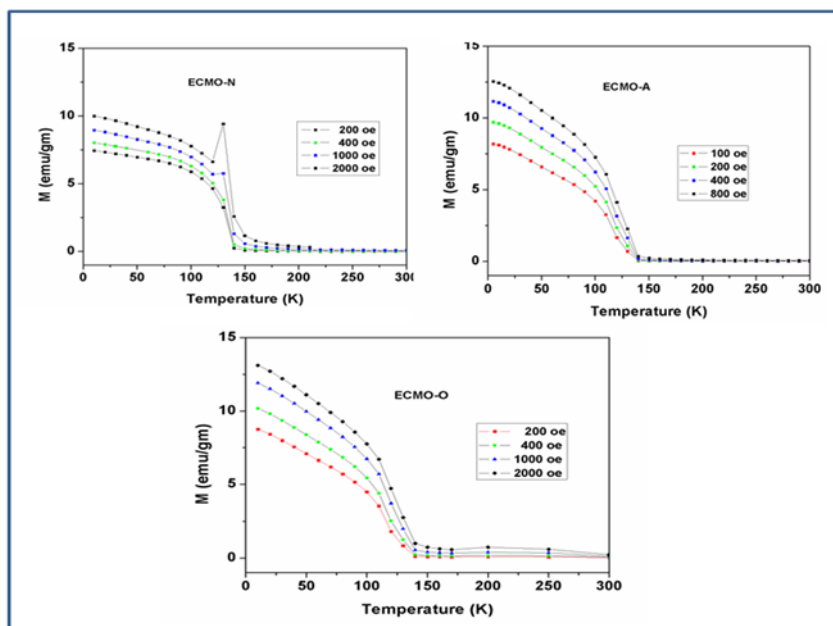 15
ECMO-N
200 oe
400 oe
1000 oe
2000 oe
10
5
0
M (emu/gm)
0 50 100 150 200 250 300
Temperature (K)
15
ECMO-A
100 oe
200 oe
400 oe
800 oe
10
5
0
M (emu/gm)
0 50 100 150 200 250 300
Temperature (K)
15
ECMO-O
200 oe
400 oe
1000 oe
2000 oe
10
5
0
M (emu/gm)
0 50 100 150 200 250 300
Temperature (K)